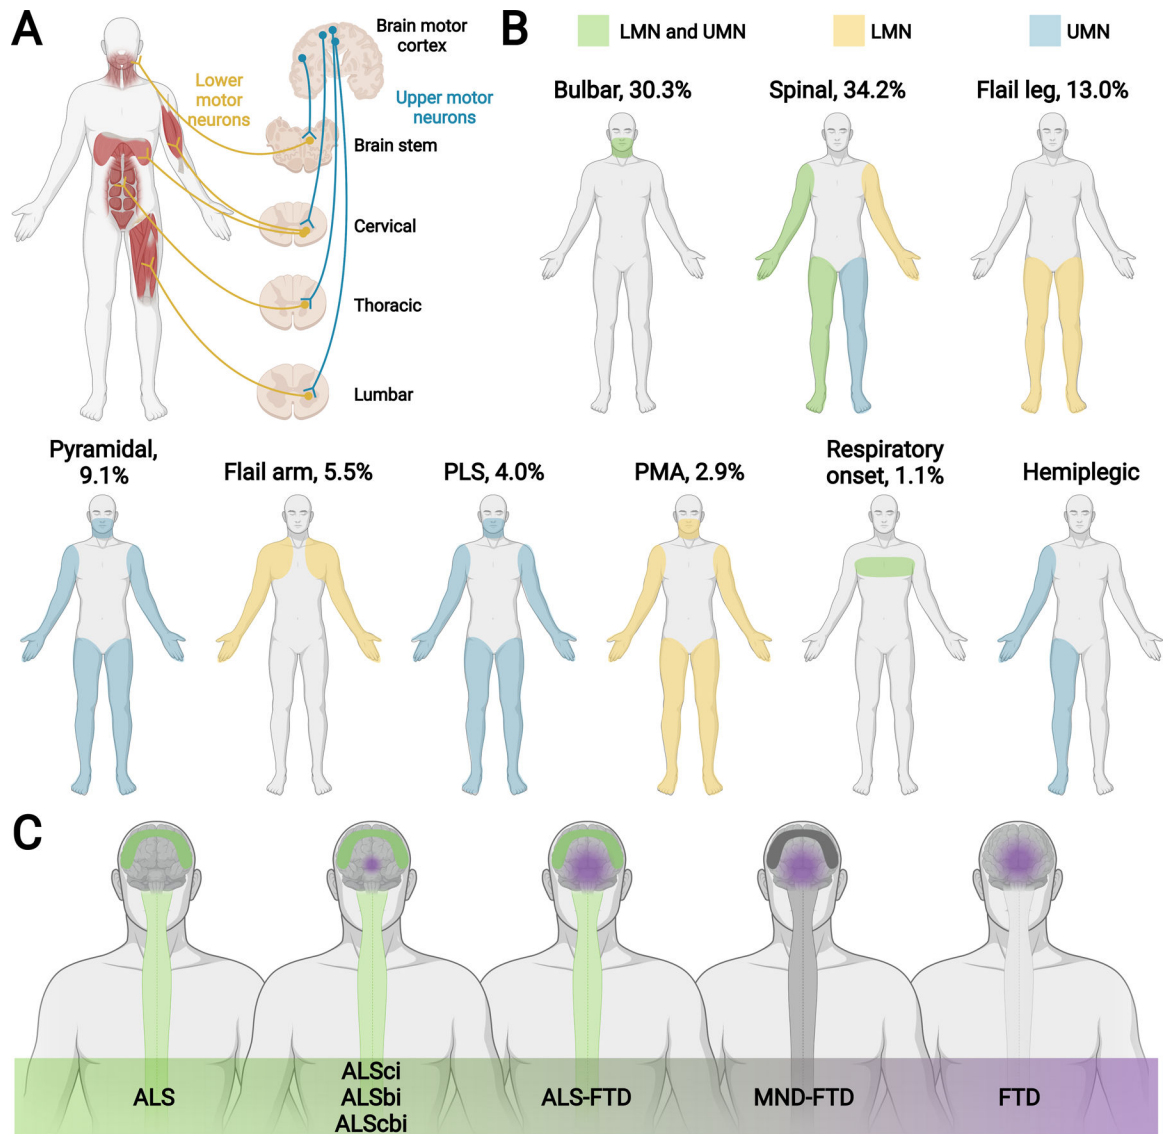 A
Brain motor
cortex
Lower
motor
neurons
Upper motor
neurons
Brain stem
Cervical
Thoracic
Lumbar
B
LMN and UMN
LMN
UMN
Bulbar, 30.3%
Spinal, 34.2%
Flail leg, 13.0%
Pyramidal,
9.1%
Flail arm, 5.5%
PLS, 4.0%
PMA, 2.9%
Respiratory
onset, 1.1%
Hemiplegic
C
ALS
ALSci
ALSbi
ALScbi
ALS-FTD
MND-FTD
FTD